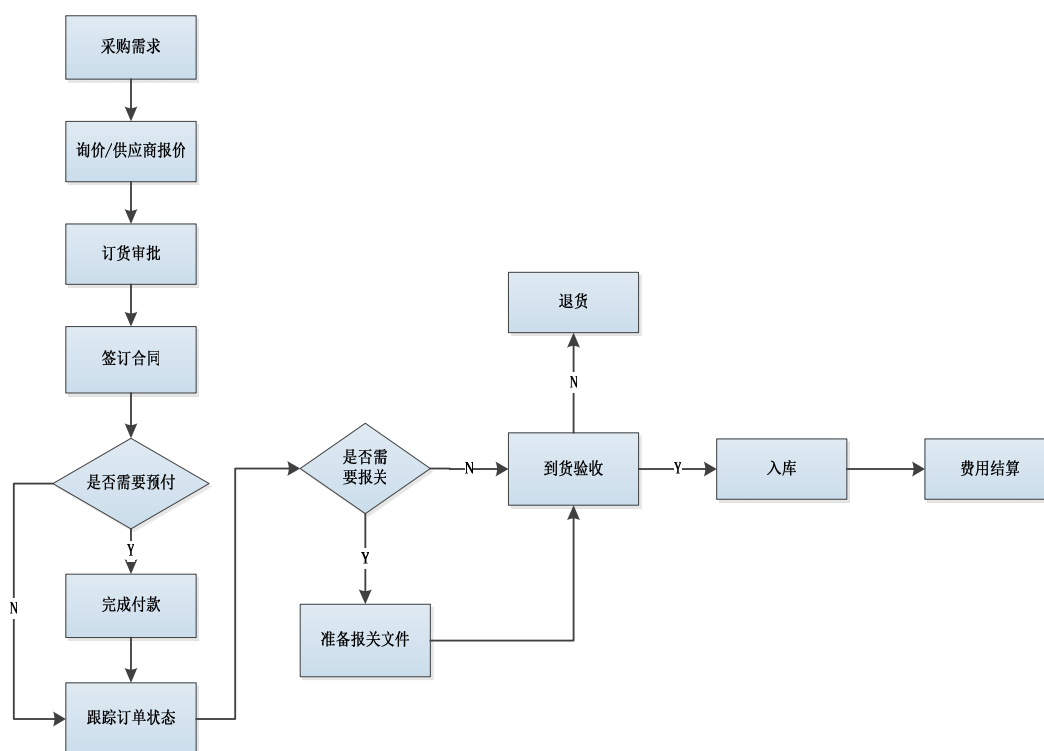 采购需求
询价/供应商报价
订货审批
签订合同
是否需要预付
Y
N
完成付款
跟踪订单状态
是否需
要报关
N
Y
准备报关文件
退货
N
到货验收
Y
入库
费用结算